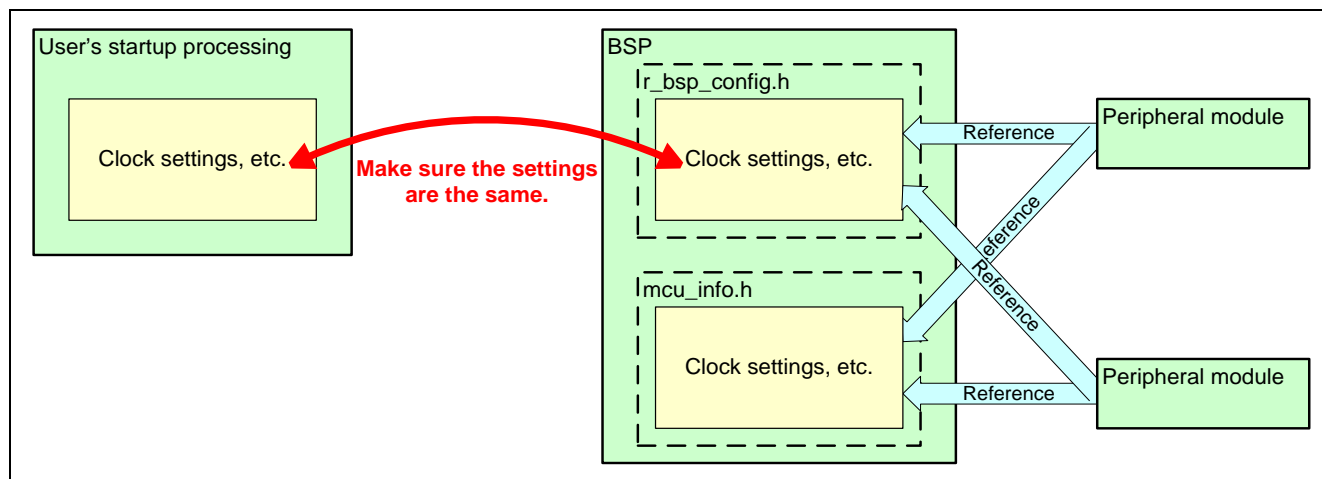 User's startup processing
Clock settings, etc.
Make sure the settings
are the same.
BSP
r_bsp_config.h
Clock settings, etc.
mcu_info.h
Clock settings, etc.
Reference
eference
Reference
Reference
Peripheral module
Peripheral module